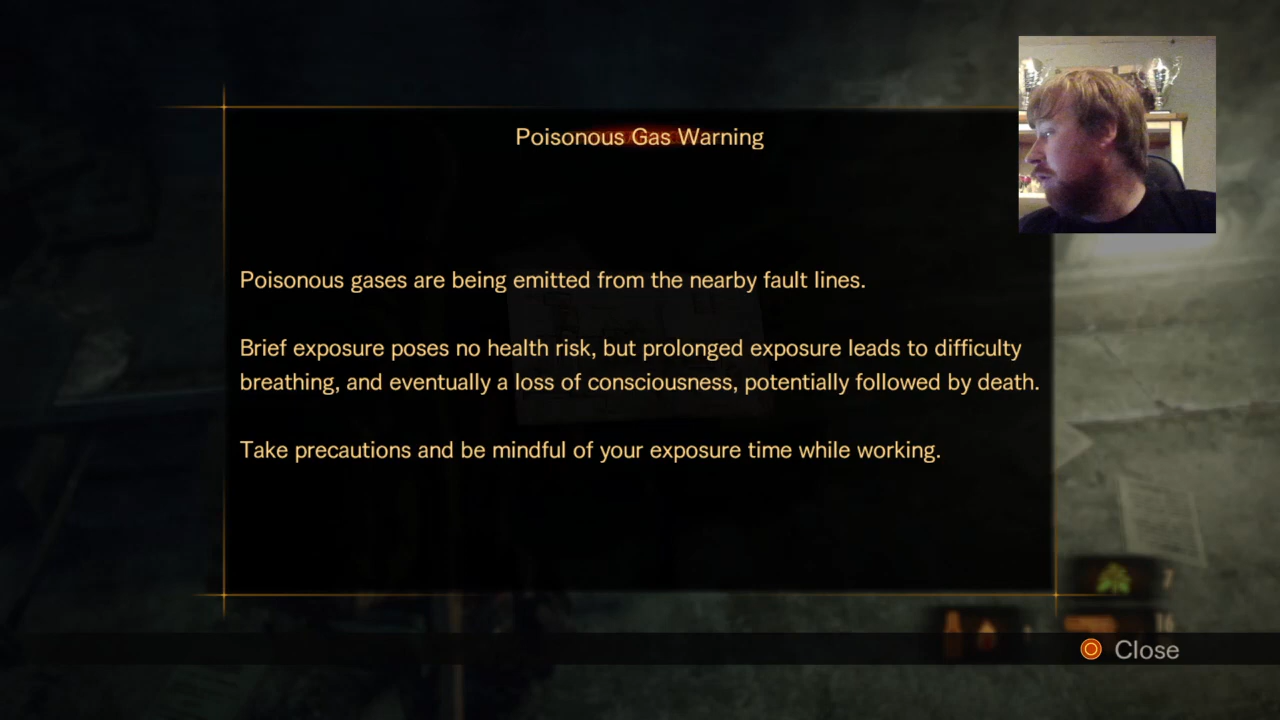 Poisonous Gas Warning
Poisonous gases are being emitted from the nearby fault lines.
Brief exposure poses no health risk, but prolonged exposure leads to difficulty
breathing, and eventually a loss of consciousness, potentially followed by death.
Take precautions and be mindful of your exposure time while working.
Close